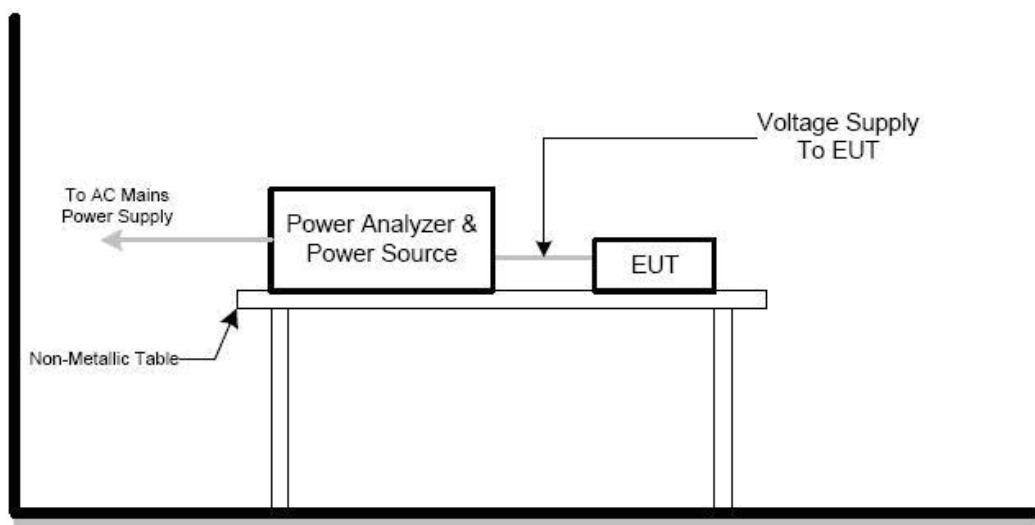 Voltage Supply
To EUT
To AC Mains
Power Supply
Power Analyzer &
Power Source
EUT
Non-Metallic Table